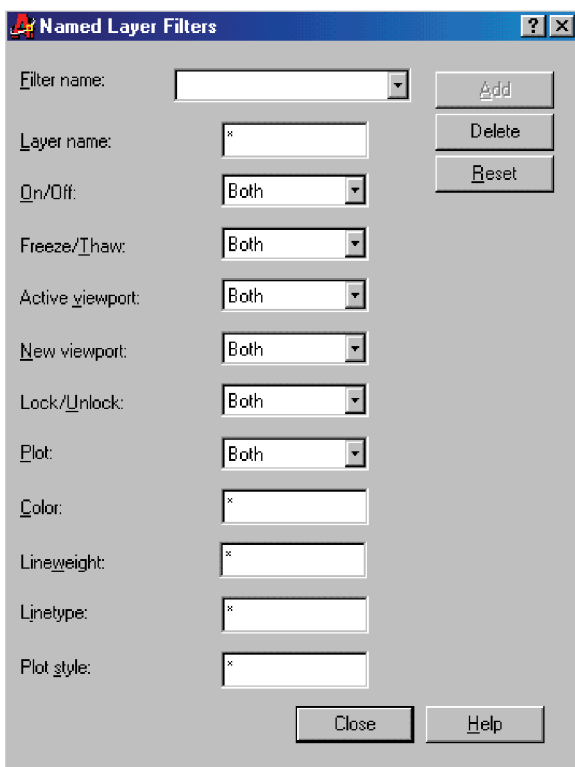 Named Layer Filters
Filter name:
Add
Delete
Layer name: *
Reset
On/Off: Both
Freeze/Thaw: Both
Active viewport: Both
New viewport: Both
Lock/Unlock: Both
Plot: Both
Color: *
Lineweight: *
Linetype: *
Plot style: *
Close Help